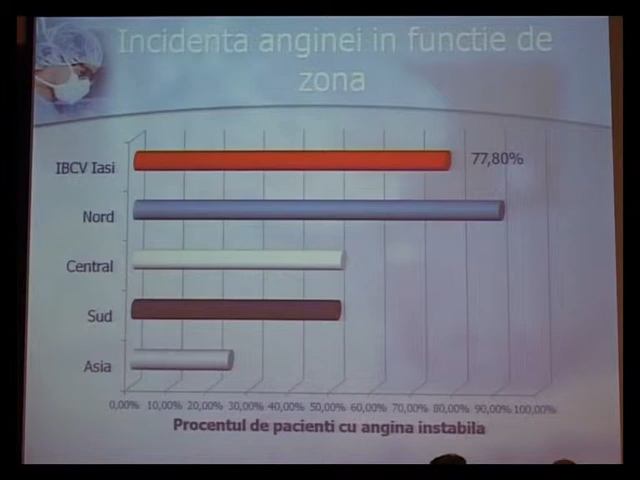 Incidenta anginei in functie de
zona
IBCV Iasi
77,80%
Nord
Central
Sud
Asia
0,00% 10,00% 20,00% 30,00% 40,00% 50,00% 60,00% 70,00% 80,00% 90,00% 100,00%
Procentul de pacienti cu angina instabila